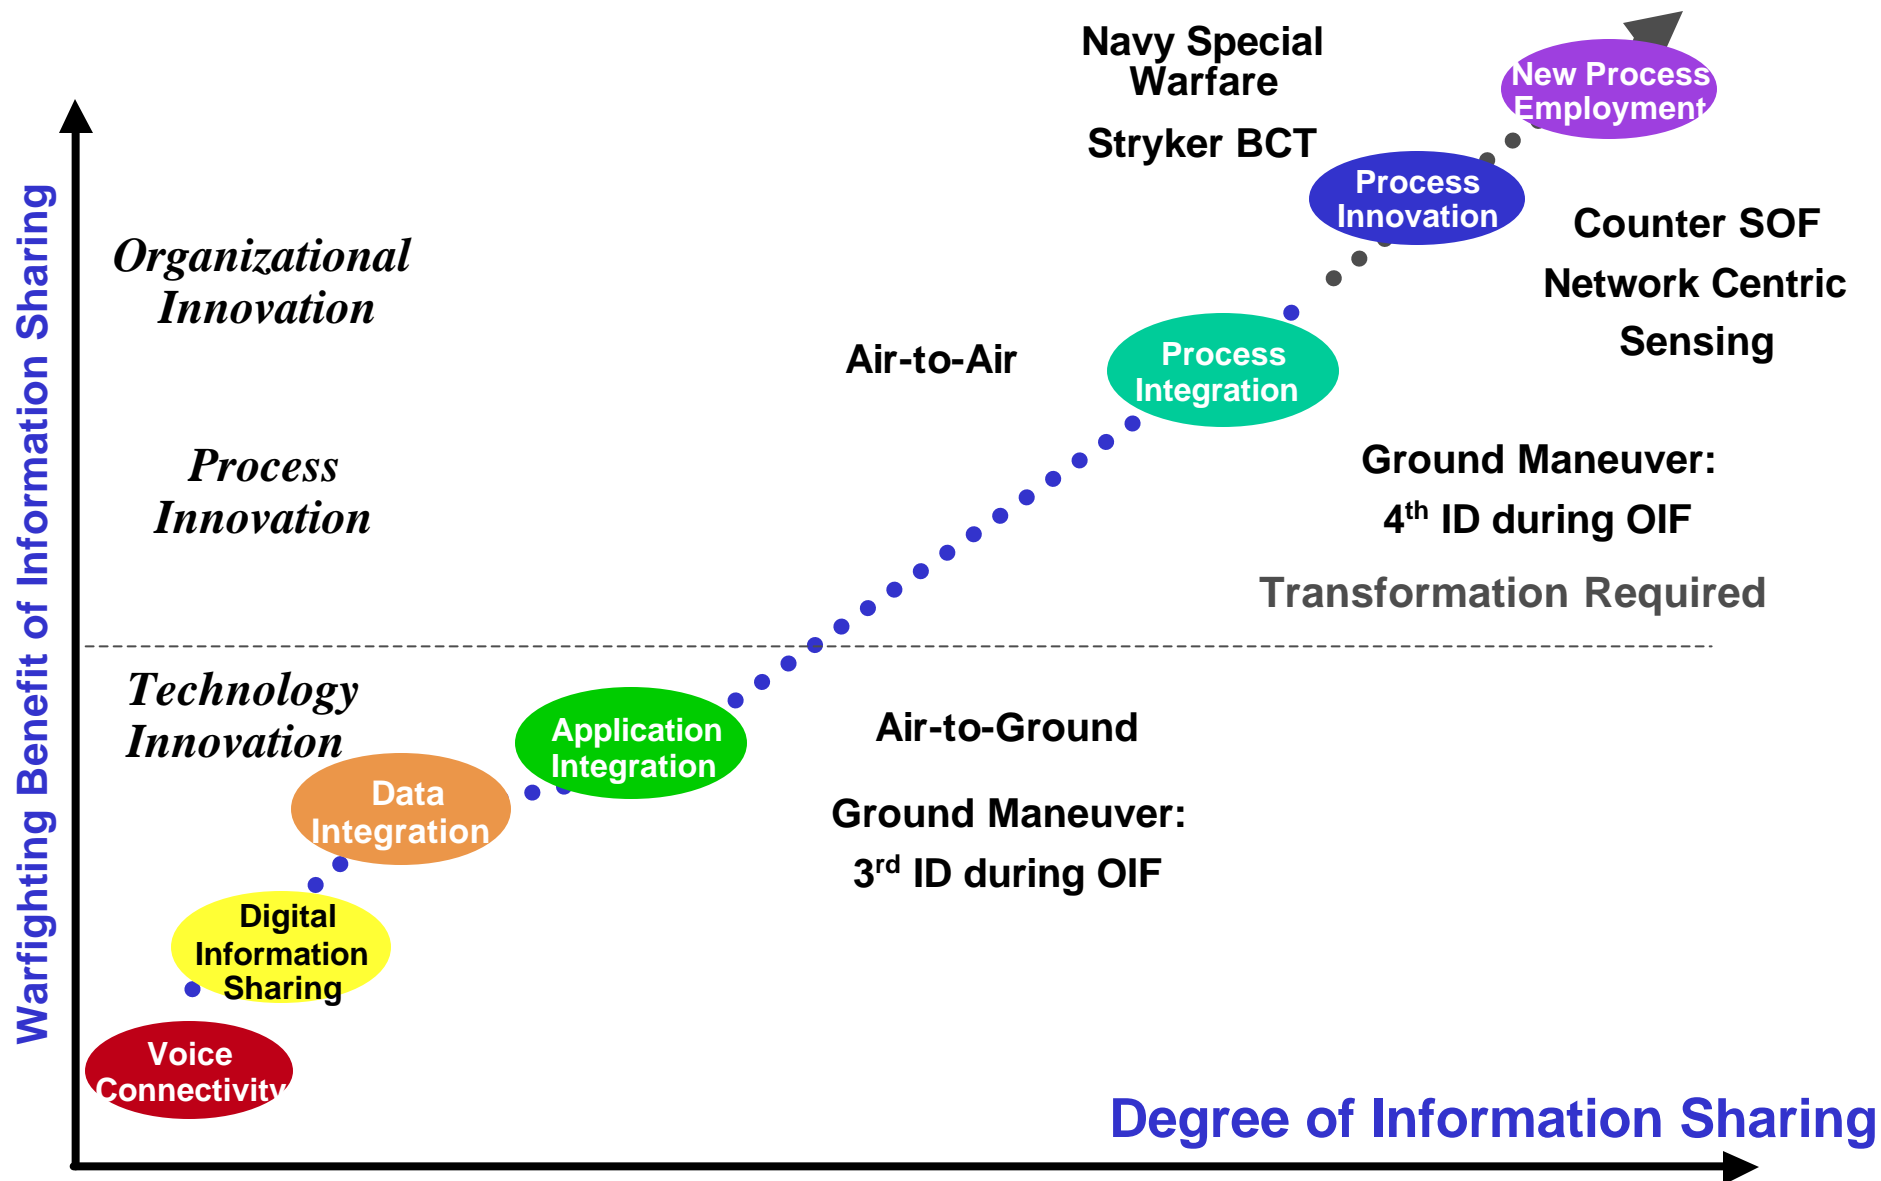 Navy Special
Warfare
Stryker BCT
New Process
Employment
Process
Innovation
Counter SOF
Network Centric
Sensing
Organizational
Innovation
Air-to-Air
Process
Integration
Process
Innovation
Ground Maneuver:
4th ID during OIF
Transformation Required
Technology
Innovation
Application
Integration
Air-to-Ground
Data
Integration
Ground Maneuver:
3rd ID during OIF
Digital
Information
Sharing
Voice
Connectivity
Warfighting Benefit of Information Sharing
Degree of Information Sharing